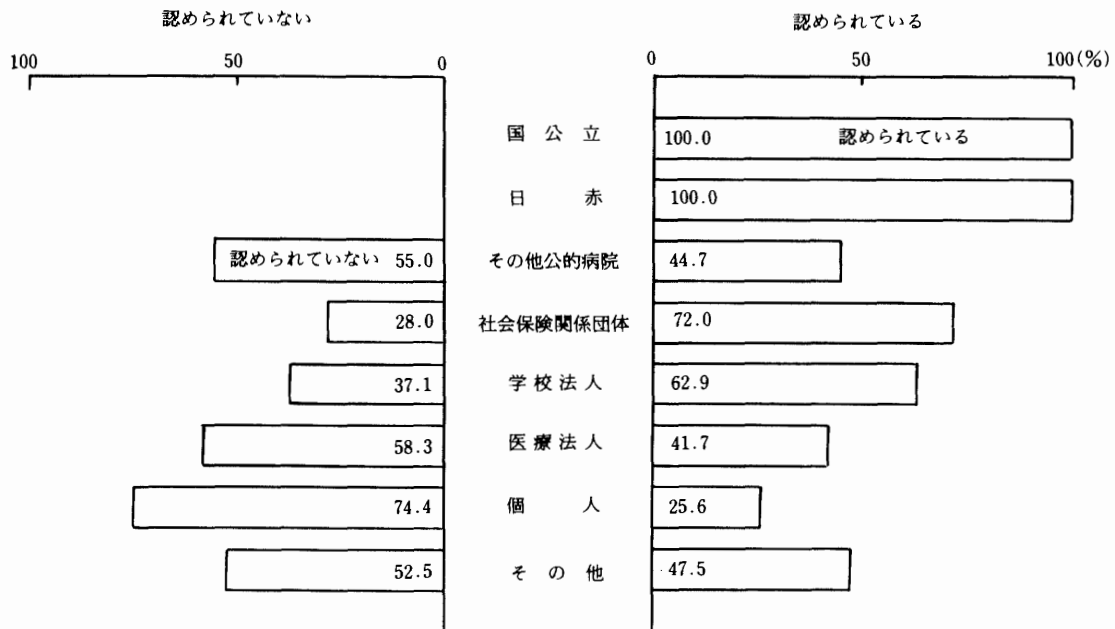 認められていない 認められている
100 50 0 0 50 100(%)
国公立 100.0 認められている
日赤 100.0
認められていない 55.0 その他公的病院 44.7
28.0 社会保険関係団体 72.0
37.1 学校法人 62.9
58.3 医療法人 41.7
74.4 個人 25.6
52.5 その他 47.5